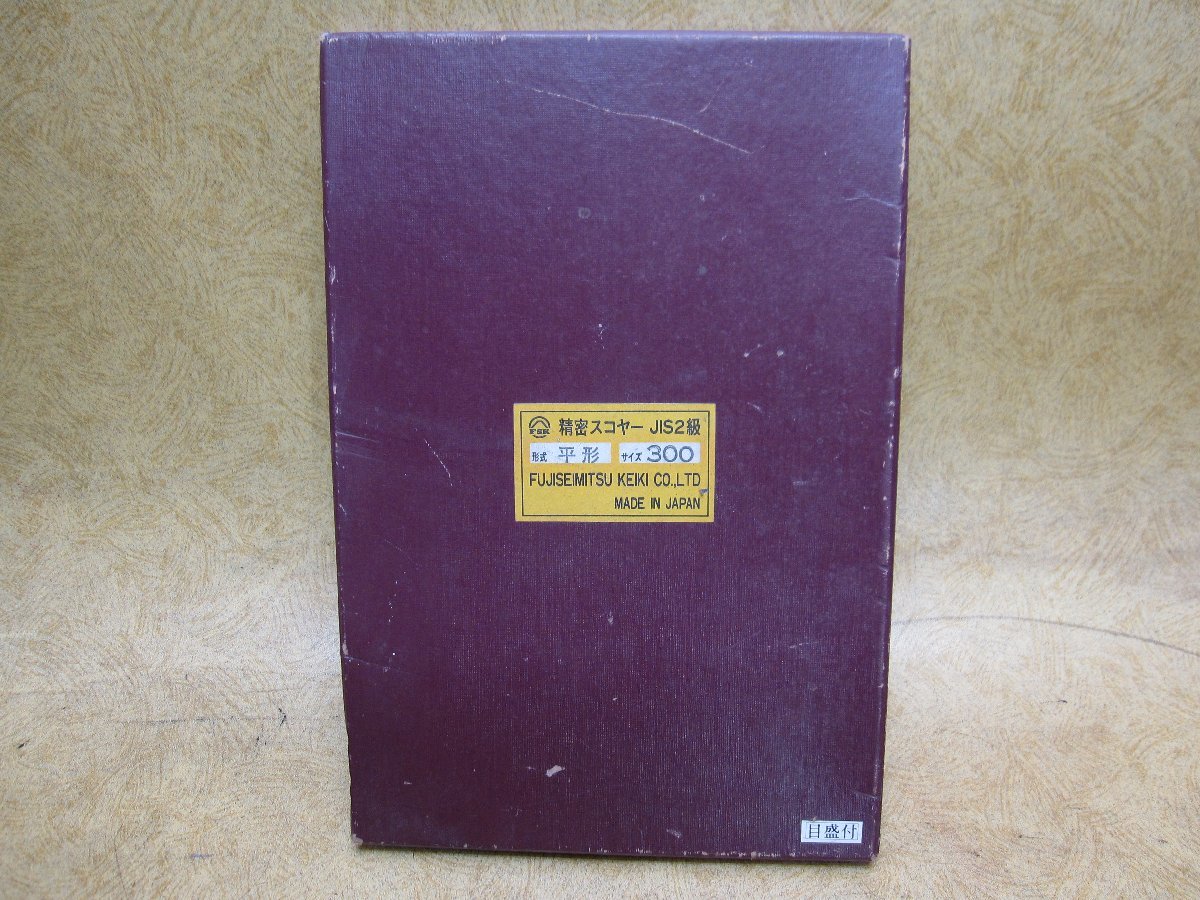 FSK 精密スコヤー JIS2級
形式 平形 サイズ 300
FUJISEIMITSU KEIKI CO.,LTD
MADE IN JAPAN
目盛付